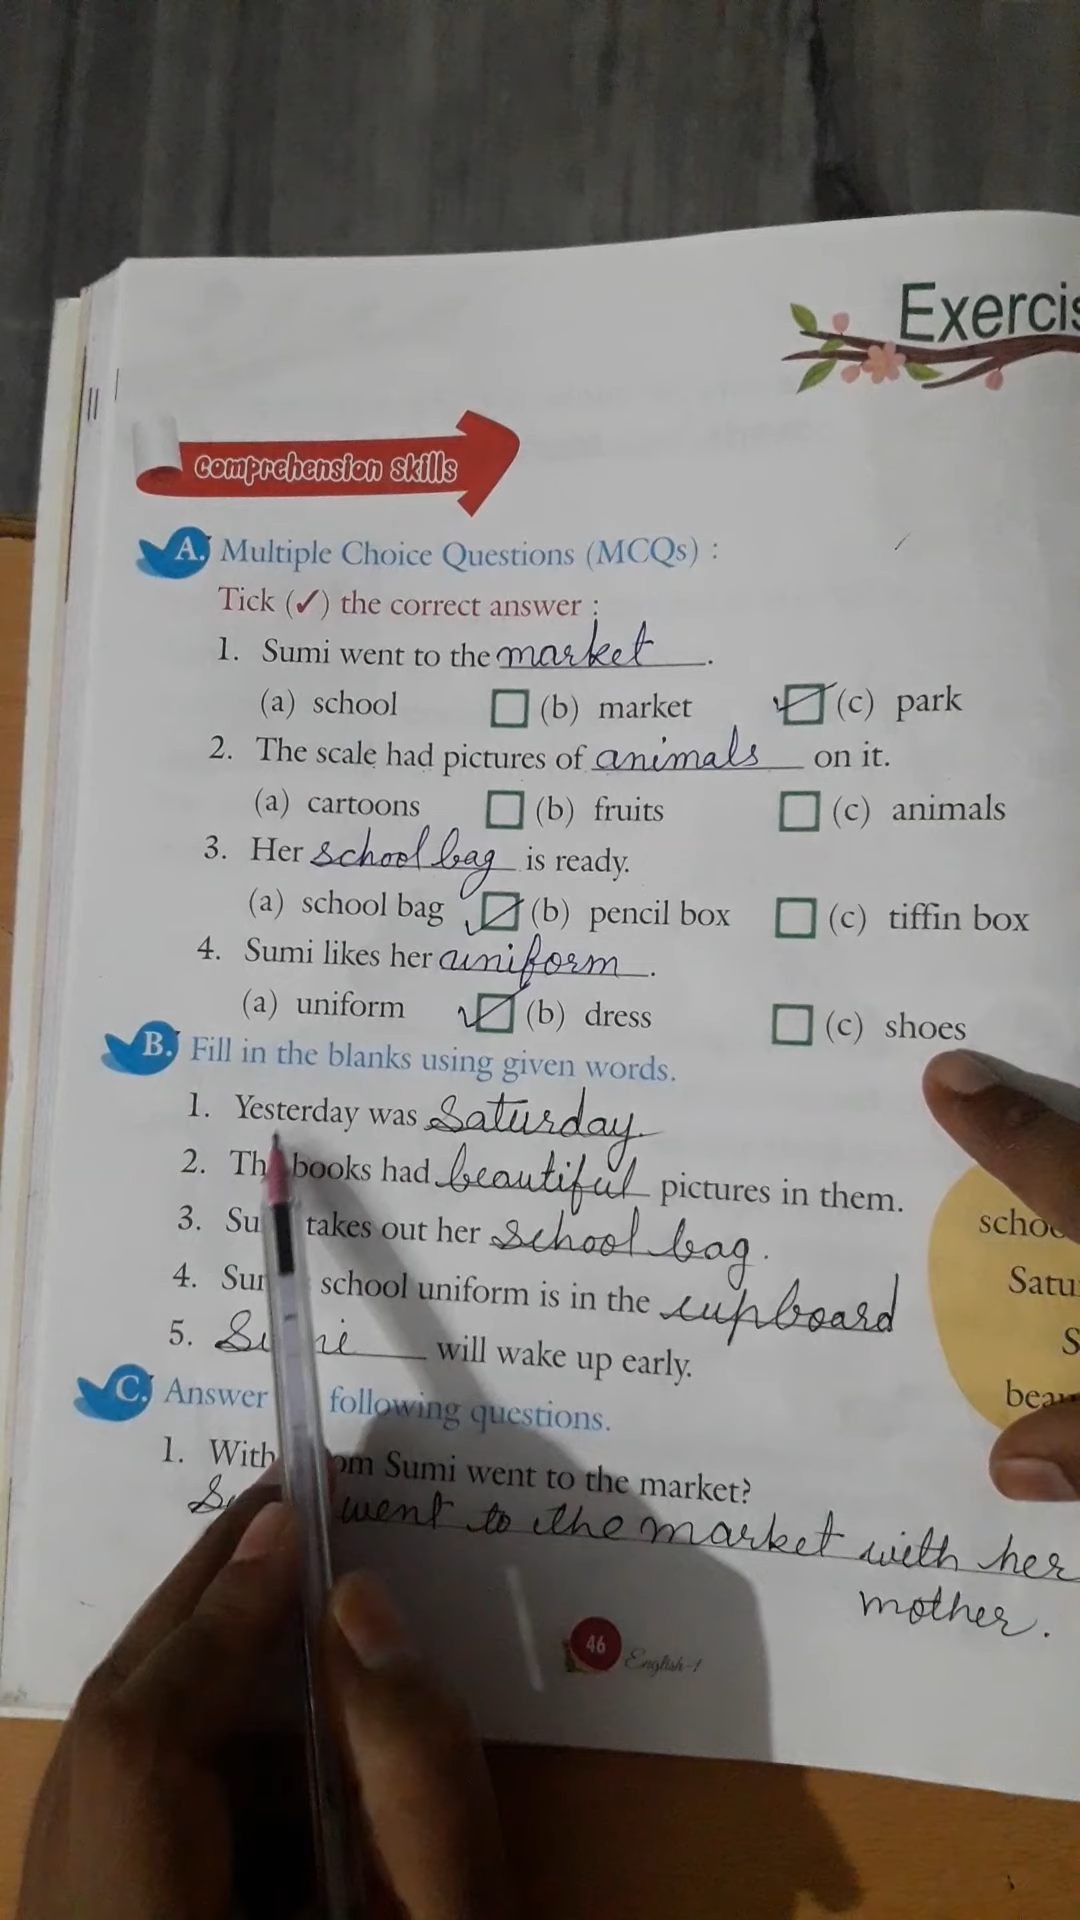 Exercis
comprehension skills
A. Multiple Choice Questions (MCQs) :
Tick (✓) the correct answer :
1. Sumi went to the market.
(a) school (b) market (c) park
2. The scale had pictures of animals on it.
(a) cartoons (b) fruits (c) animals
3. Her school bag is ready.
(a) school bag (b) pencil box (c) tiffin box
4. Sumi likes her uniform.
(a) uniform (b) dress (c) shoes
B. Fill in the blanks using given words.
1. Yesterday was Saturday.
2. Th books had beautiful pictures in them.
3. Su takes out her school bag.
schoo
4. Su school uniform is in the cupboard
Satu
5. will wake up early.
S
C. Answer following questions.
1. With om Sumi went to the market?
went to the market with her
mother.
46
English-1